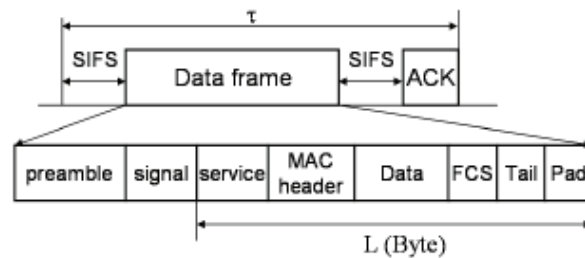 τ
SIFS
Data frame
SIFS
ACK
preamble
signal
service
MAC
header
Data
FCS
Tail
Pad
L (Byte)